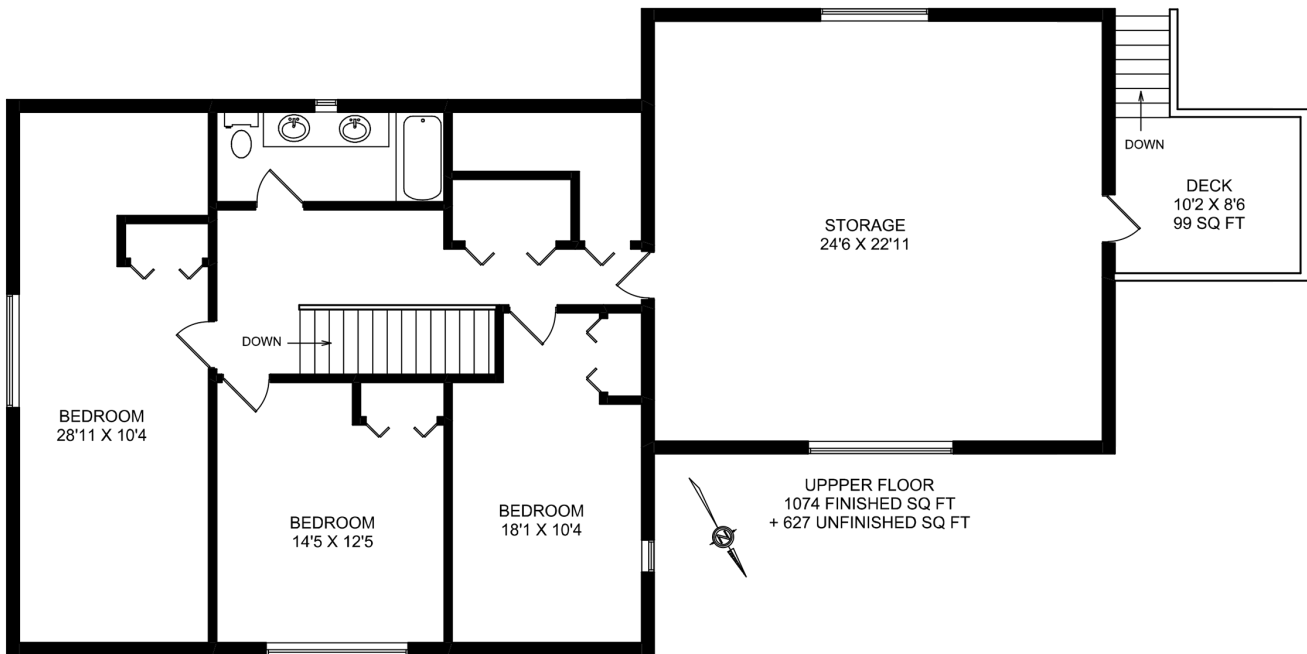 DOWN
DECK
10'2 X 8'6
99 SQ FT
STORAGE
24'6 X 22'11
DOWN
BEDROOM
28'11 X 10'4
BEDROOM
14'5 X 12'5
BEDROOM
18'1 X 10'4
UPPPER FLOOR
1074 FINISHED SQ FT
+ 627 UNFINISHED SQ FT
N